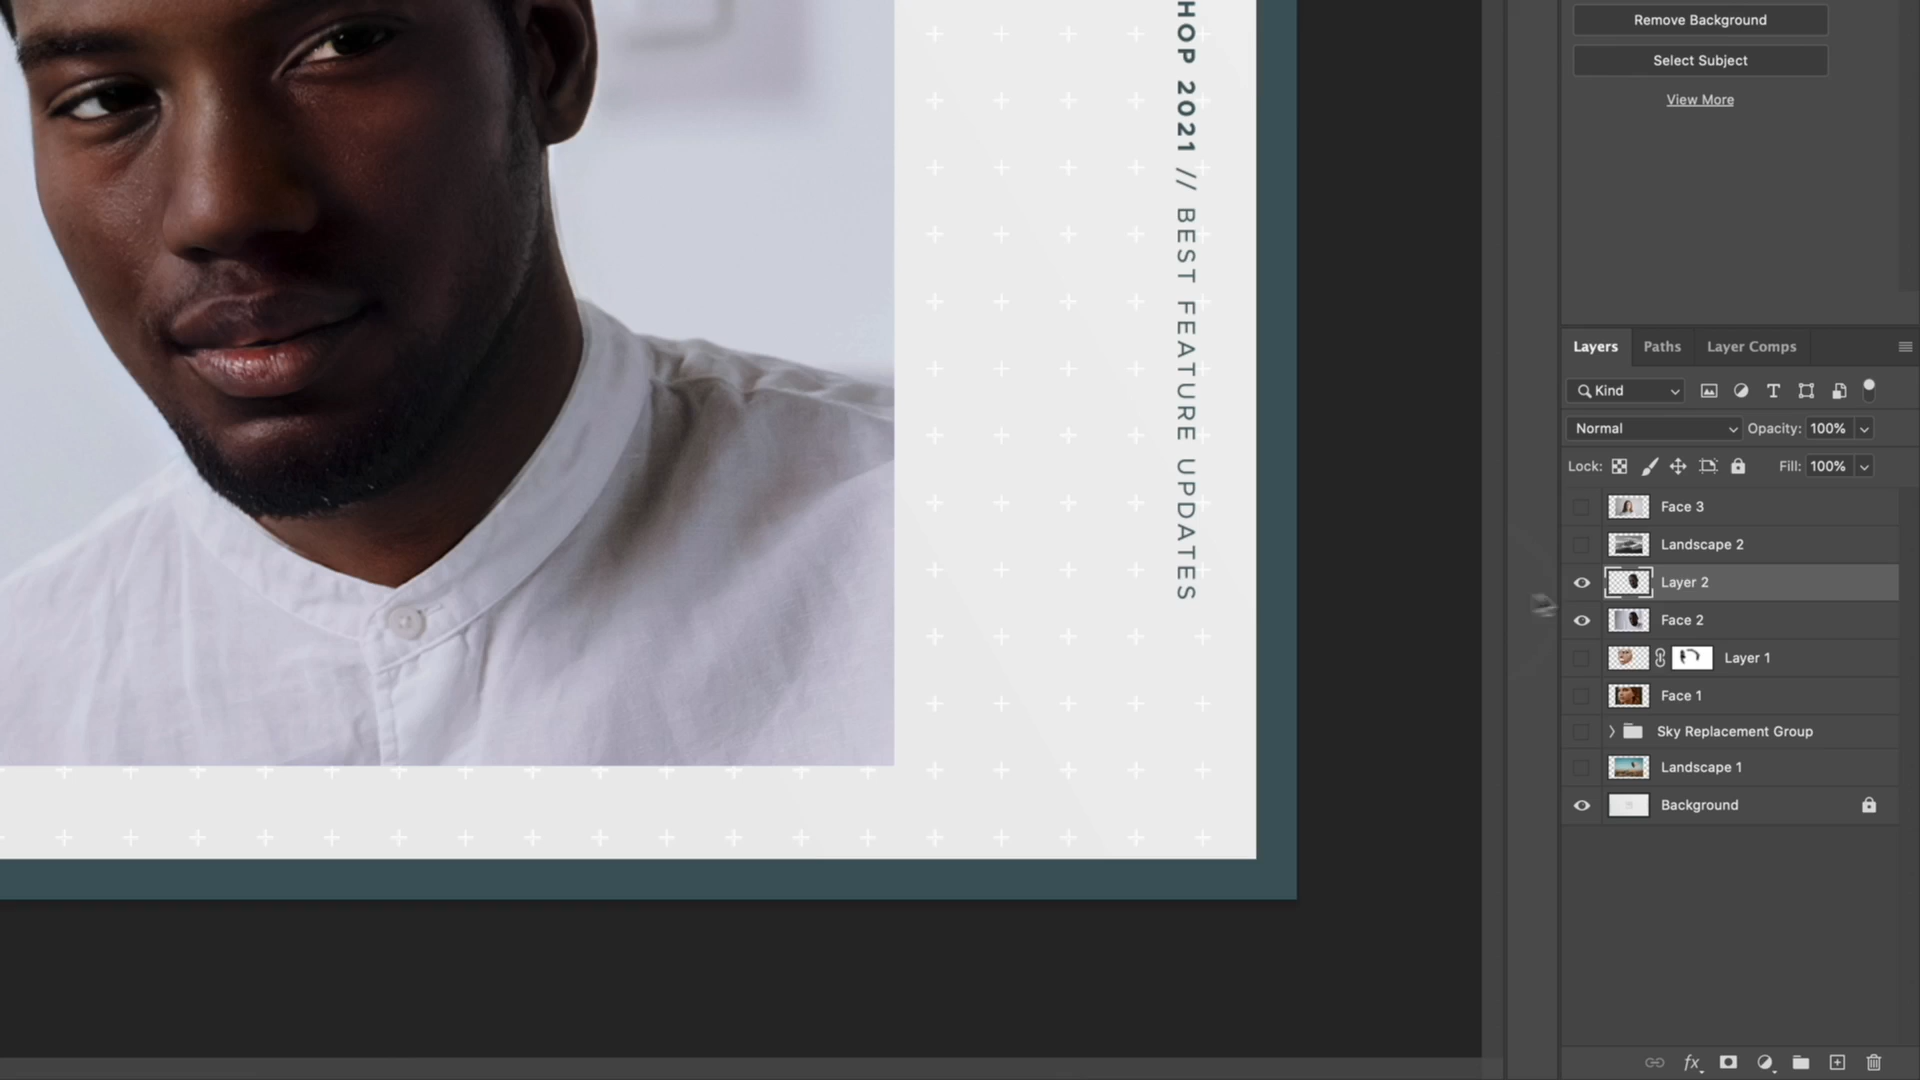 HOP 2021 // BEST FEATURE UPDATES
Remove Background
Select Subject
View More
Layers Paths Layer Comps
Kind
Normal Opacity: 100%
Lock: Fill: 100%
Face 3
Landscape 2
Layer 2
Face 2
Layer 1
Face 1
Sky Replacement Group
Landscape 1
Background
fx